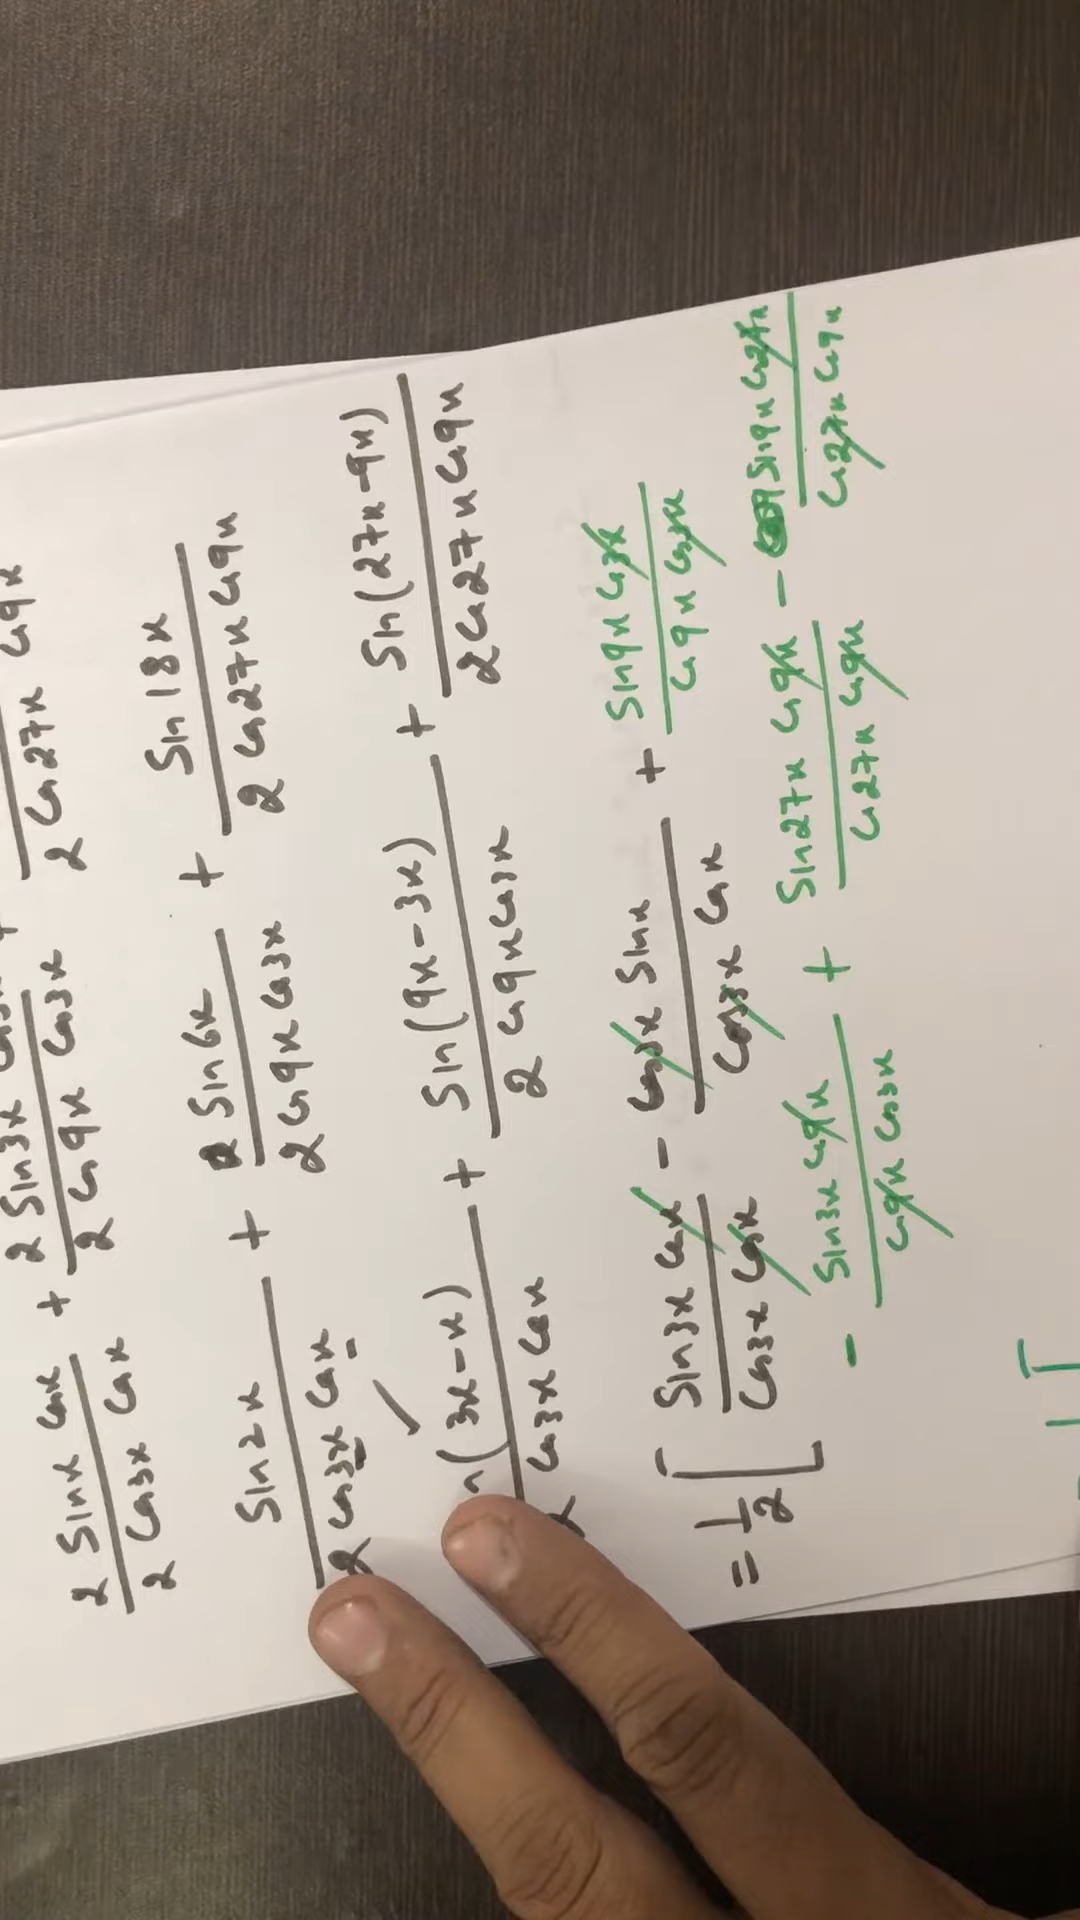 2 Cos27x Cos9x
2 Sinx Cosx / 2 Cos3x Cosx + 2 Sin3x / 2 Cos9x Cos3x
Sin2x / 2 Cos3x Cosx + Sin6x / 2 Cos9x Cos3x + Sin18x / 2 Cos27x Cos9x
(3x-x) / Cos3x Cosx + Sin(9x-3x) / 2 Cos9x Cos3x + Sin(27x-9x) / 2 Cos27x Cos9x
= 1/2 [ Sin3x Cosx / Cos3x Cosx - Cos3x Sinx / Cos3x Cosx + Sin9x Cos3x / Cos9x Cos3x
- Sin3x Cos9x / Cos9x Cos3x + Sin27x Cos9x / Cos27x Cos9x - Sin9x Cos27x / Cos27x Cos9x